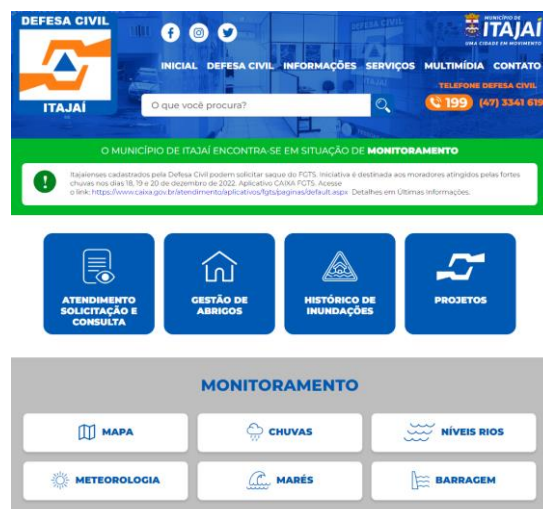 DEFESA CIVIL
ITAJAÍ
MUNICÍPIO DE
ITAJAÍ
UMA CIDADE EM MOVIMENTO
INICIAL DEFESA CIVIL INFORMAÇÕES SERVIÇOS MULTIMÍDIA CONTATO
TELEFONE DEFESA CIVIL
O que você procura?
199 (47) 3341 619
O MUNICÍPIO DE ITAJAÍ ENCONTRA-SE EM SITUAÇÃO DE MONITORAMENTO
Itajaienses cadastrados pela Defesa Civil podem solicitar saque do FGTS. Iniciativa é destinada aos moradores atingidos pelas fortes
chuvas nos dias 18, 19 e 20 de dezembro de 2022. Aplicativo CAIXA FGTS. Acesse
o link: https://www.caixa.gov.br/atendimento/aplicativos/fgts/paginas/default.aspx Detalhes em Últimas Informações.
ATENDIMENTO
SOLICITAÇÃO E
CONSULTA
GESTÃO DE
ABRIGOS
HISTÓRICO DE
INUNDAÇÕES
PROJETOS
MONITORAMENTO
MAPA
CHUVAS
NÍVEIS RIOS
METEOROLOGIA
MARÉS
BARRAGEM